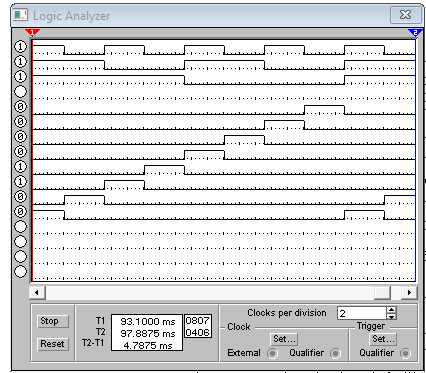 Logic Analyzer
1 2
1
1
1
0
0
0
0
1
1
0
0
Stop
Reset
T1 93.1000 ms 0807
T2 97.8875 ms 0406
T2-T1 4.7875 ms
Clocks per division 2
Clock Trigger
Set... Set...
External Qualifier Qualifier